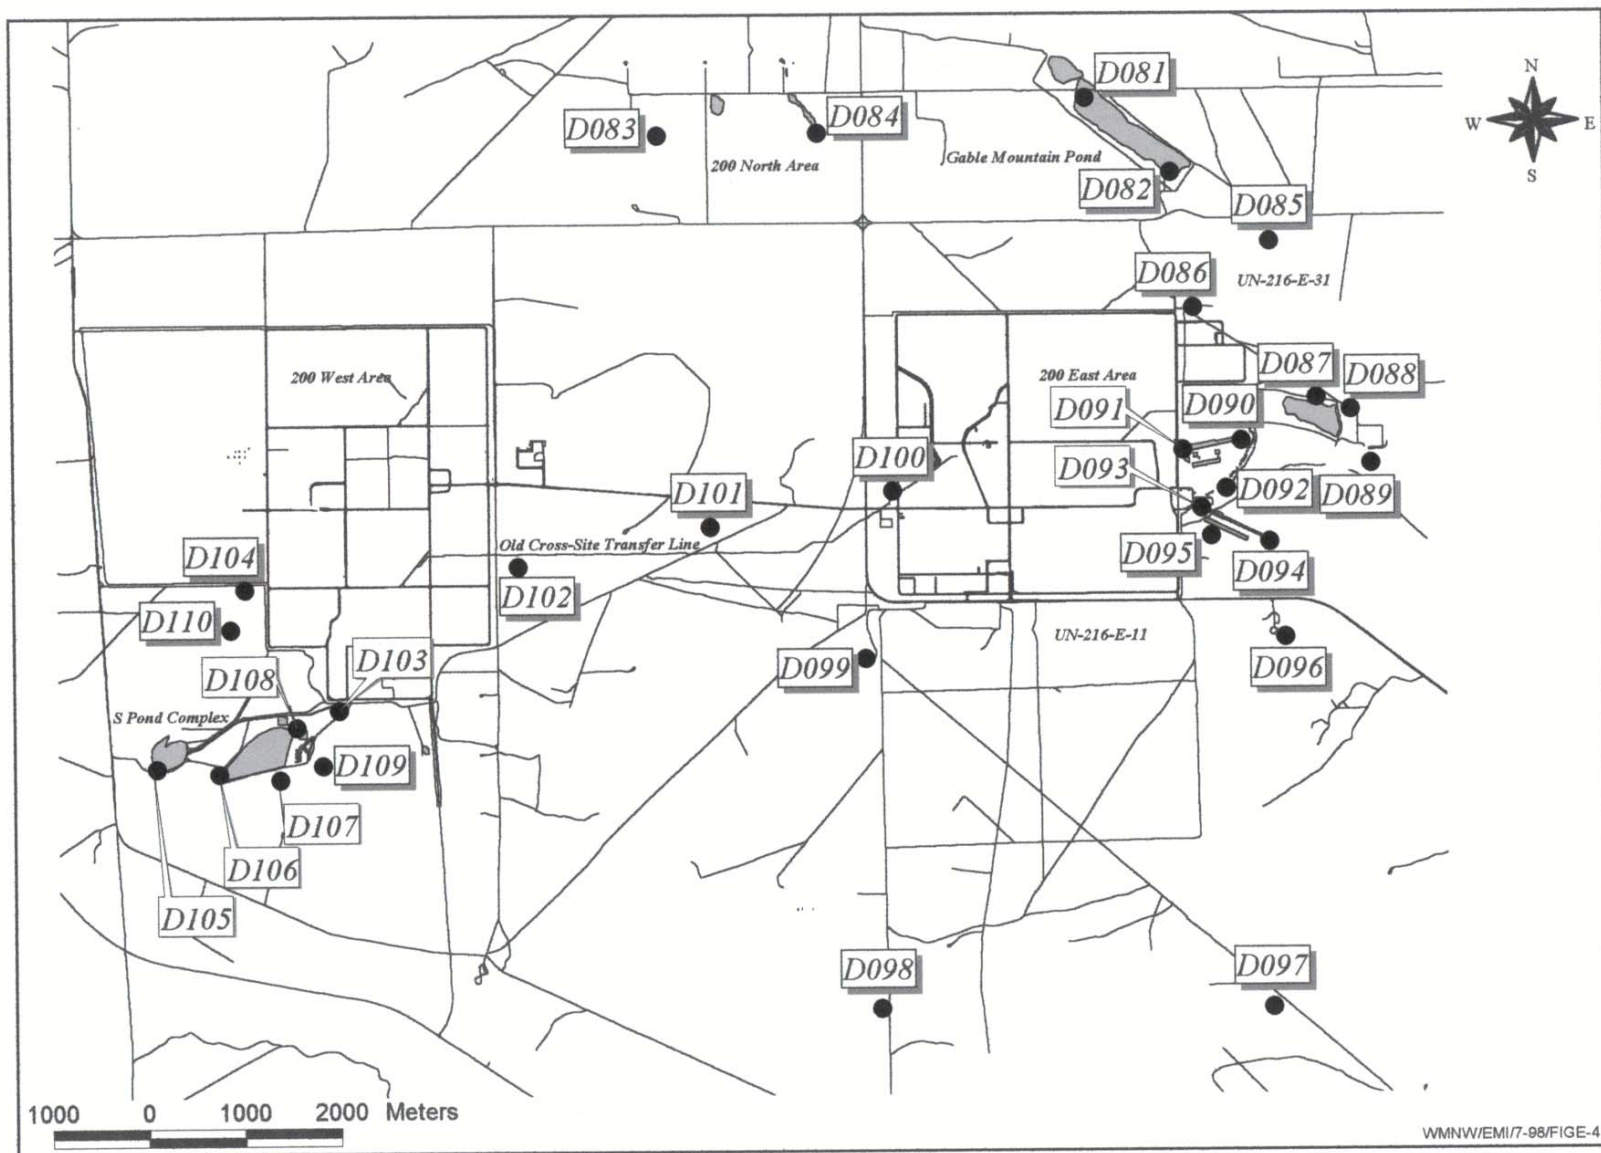 N
W E
S
D081
D083
D084
200 North Area
Gable Mountain Pond
D082
D085
D086
UN-216-E-31
200 West Area
200 East Area
D087
D088
D091
D090
D100
D093
D101
D092
D089
Old Cross-Site Transfer Line
D095
D094
D104
D102
D110
UN-216-E-11
D103
D099
D096
D108
S Pond Complex
D109
D107
D106
D105
D098
D097
1000 0 1000 2000 Meters
WMNW/EMI/7-98/FIGE-4